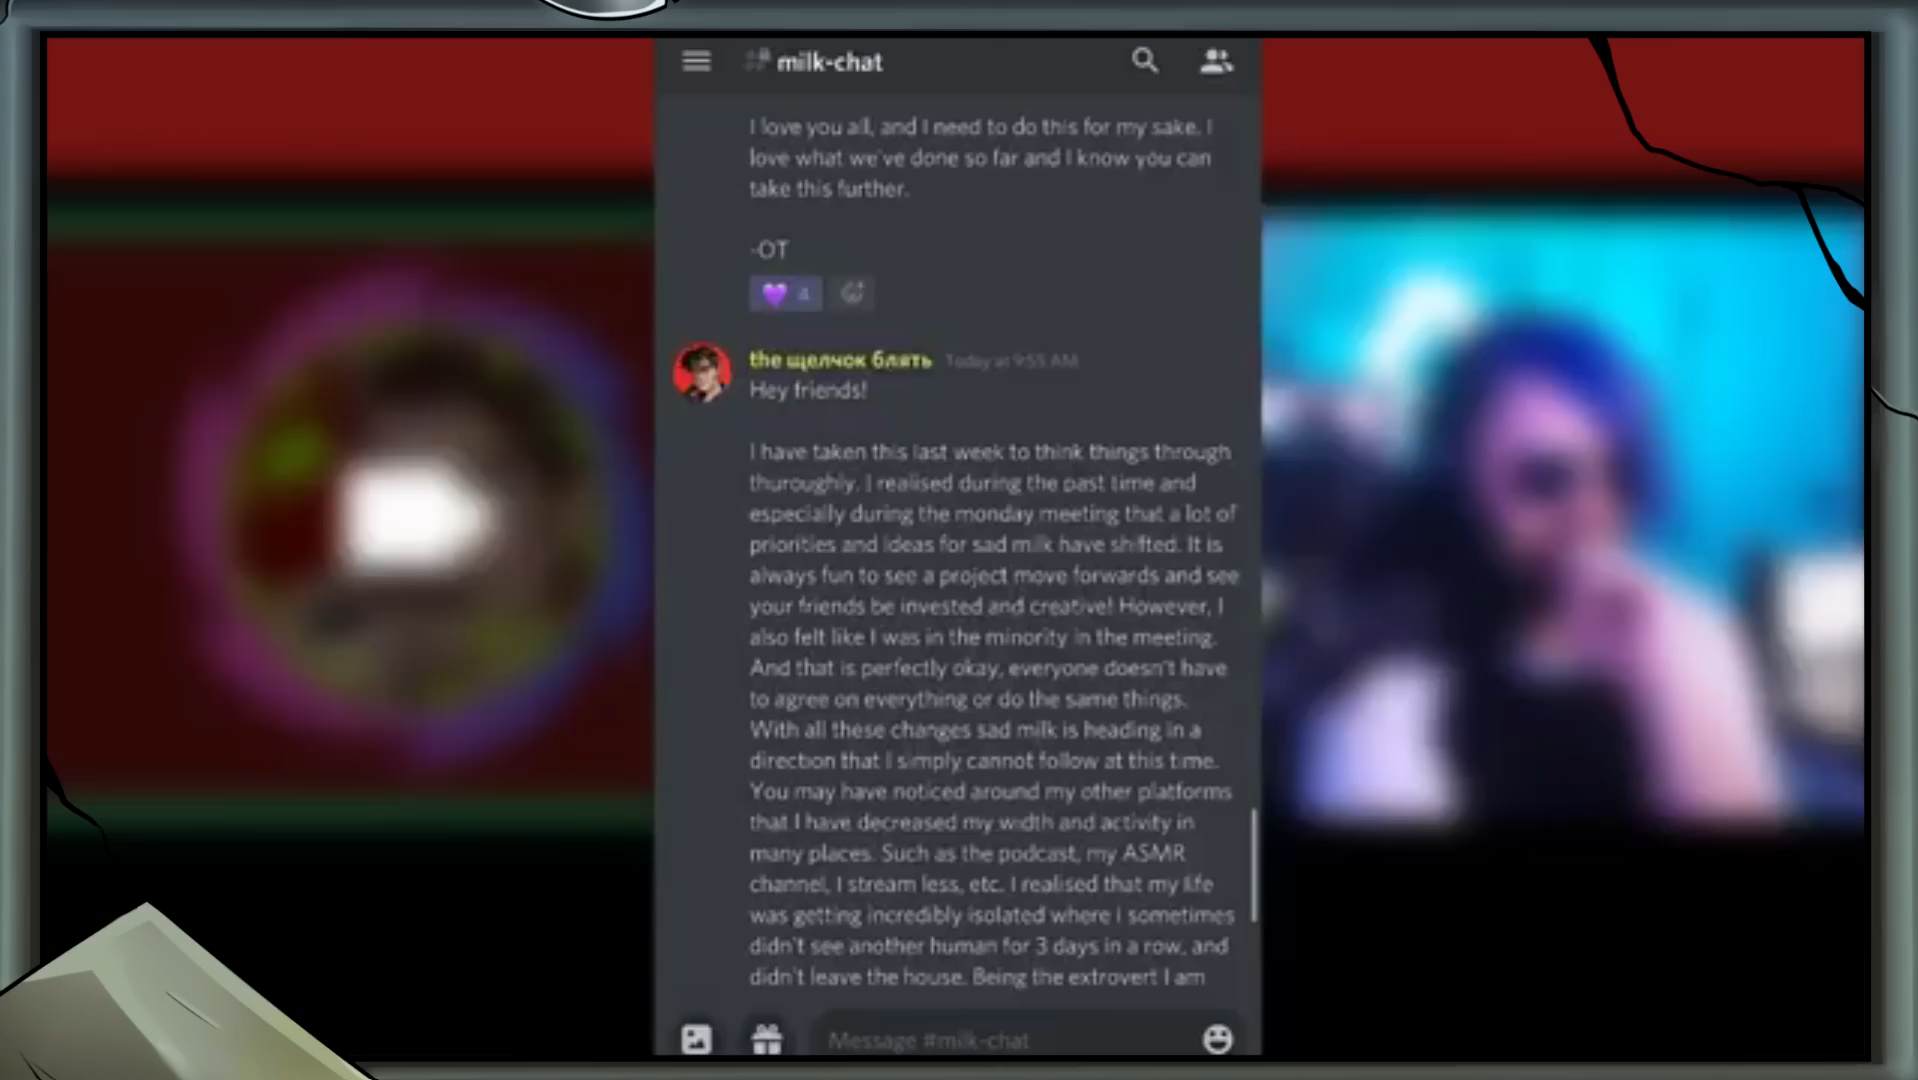 milk-chat
I love you all, and I need to do this for my sake. I
love what we've done so far and I know you can
take this further.
-OT
4
the щелчок блять Today at 9:55 AM
Hey friends!
I have taken this last week to think things through
thuroughly. I realised during the past time and
especially during the monday meeting that a lot of
priorities and ideas for sad milk have shifted. It is
always fun to see a project move forwards and see
your friends be invested and creative! However, I
also felt like I was in the minority in the meeting.
And that is perfectly okay, everyone doesn't have
to agree on everything or do the same things.
With all these changes sad milk is heading in a
direction that I simply cannot follow at this time.
You may have noticed around my other platforms
that I have decreased my width and activity in
many places. Such as the podcast, my ASMR
channel, I stream less, etc. I realised that my life
was getting incredibly isolated where I sometimes
didn't see another human for 3 days in a row, and
didn't leave the house. Being the extrovert I am
Message #milk-chat